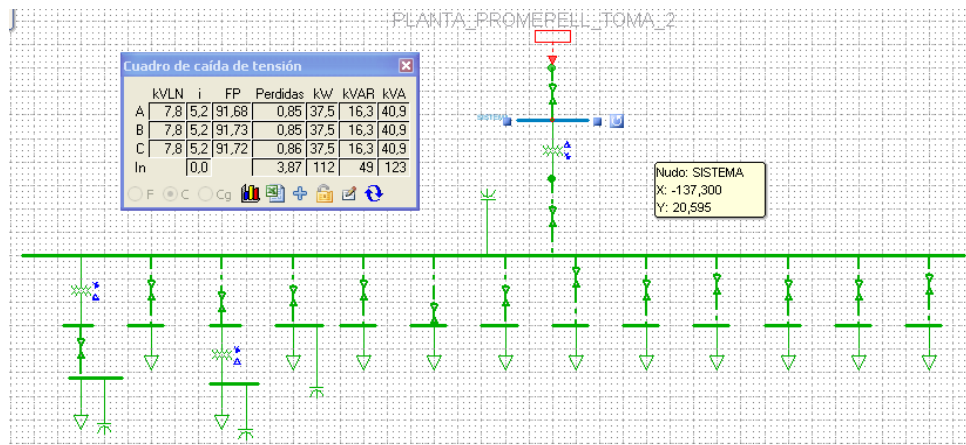 PLANTA_PROMEPELL_TOMA_2
Cuadro de caída de tensión
kVLN i FP Perdidas kW kVAR kVA
A 7,8 5,2 91,68 0,85 37,5 16,3 40,9
B 7,8 5,2 91,73 0,85 37,5 16,3 40,9
C 7,8 5,2 91,72 0,86 37,5 16,3 40,9
In 0,0 3,87 112 49 123
F C Cg
SISTEMA
Nudo: SISTEMA
X: -137,300
Y: 20,595